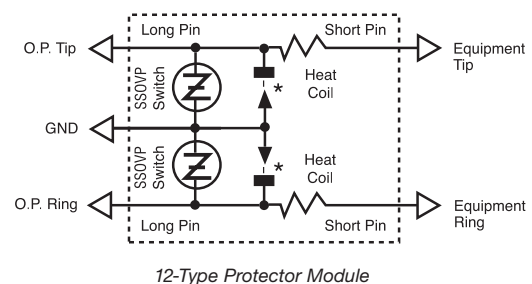 Long Pin
Short Pin
O.P. Tip
Equipment
Tip
SSOVP
Switch
*
Heat
Coil
GND
SSOVP
Switch
*
Heat
Coil
O.P. Ring
Equipment
Ring
Long Pin
Short Pin
12-Type Protector Module